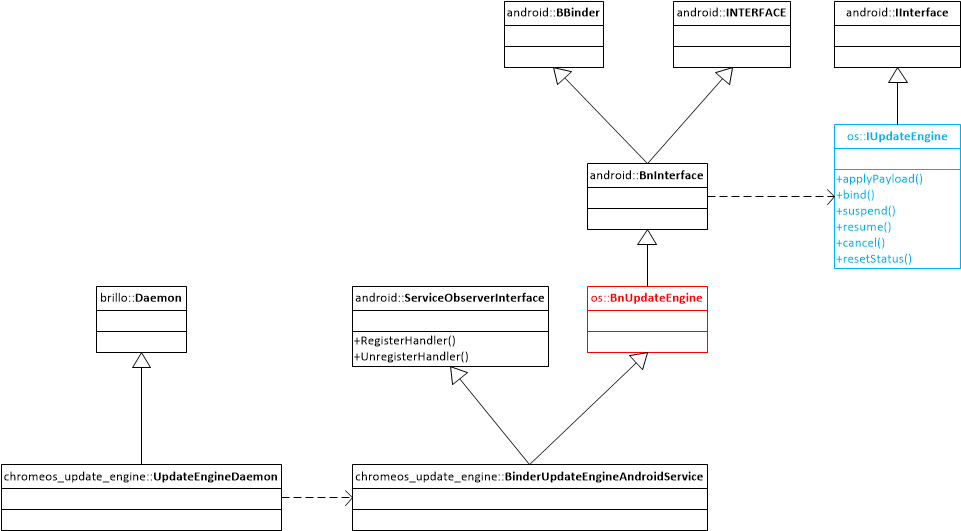 android::BBinder
android::INTERFACE
android::IInterface
os::IUpdateEngine
+applyPayload()
+bind()
+suspend()
+resume()
+cancel()
+resetStatus()
android::BnInterface
brillo::Daemon
android::ServiceObserverInterface
+RegisterHandler()
+UnregisterHandler()
os::BnUpdateEngine
chromeos_update_engine::UpdateEngineDaemon
chromeos_update_engine::BinderUpdateEngineAndroidService